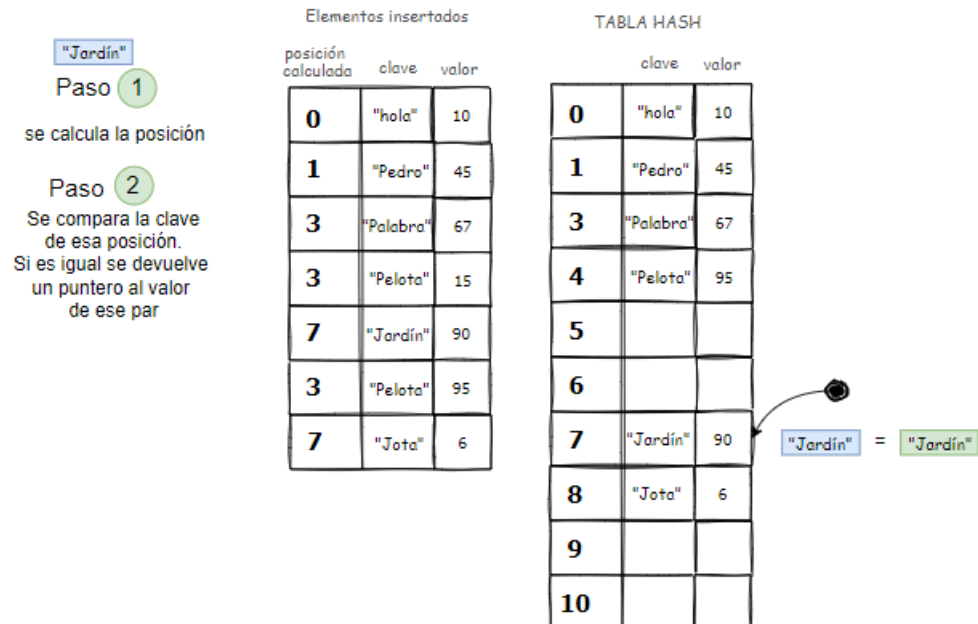 "Jardín"
Paso 1
se calcula la posición
Paso 2
Se compara la clave
de esa posición.
Si es igual se devuelve
un puntero al valor
de ese par
Elementos insertados
posición
calculada clave valor
0 "hola" 10
1 "Pedro" 45
3 "Palabra" 67
3 "Pelota" 15
7 "Jardín" 90
3 "Pelota" 95
7 "Jota" 6
TABLA HASH
clave valor
0 "hola" 10
1 "Pedro" 45
3 "Palabra" 67
4 "Pelota" 95
5
6
7 "Jardín" 90
8 "Jota" 6
9
10
"Jardín" = "Jardín"